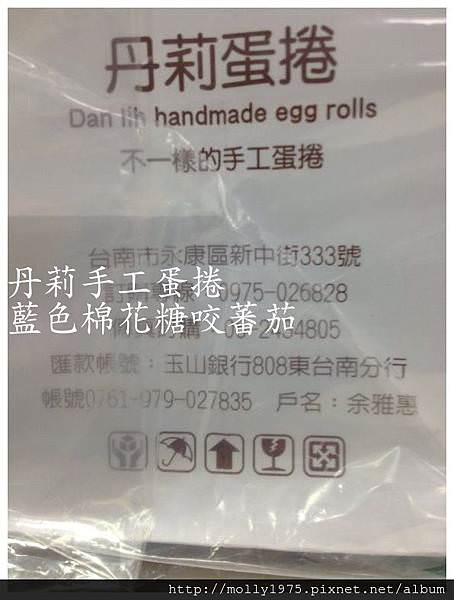 丹莉蛋捲
Dan lih handmade egg rolls
不一樣的手工蛋捲
台南市永康區新中街333號
丹莉手工蛋捲
0975-026828
藍色棉花糖咬蕃茄
匯款帳號：玉山銀行808東台南分行
帳號0761-979-027835 戶名：余雅惠
http://molly1975.pixnet.net/album